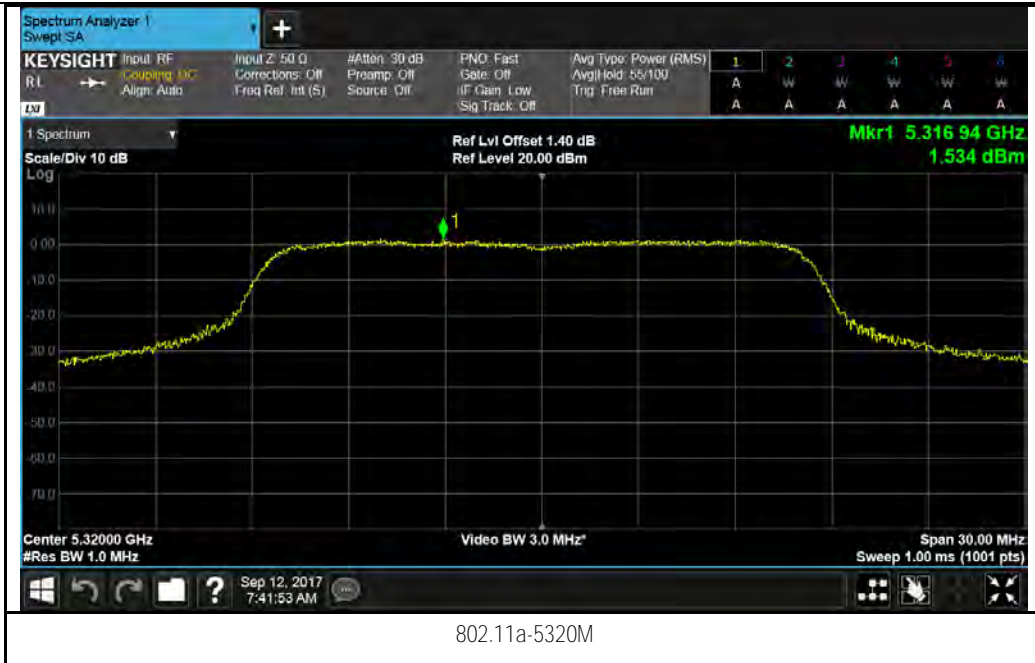 Spectrum Analyzer 1
Swept SA
+
KEYSIGHT Input: RF Input Z: 50 Ω #Atten: 30 dB PNO: Fast Avg Type: Power (RMS) 1 2 3 4 5 6
RL Coupling: DC Corrections: Off Preamp: Off Gate: Off Avg|Hold: 55/100 A W W W W W
Align: Auto Freq Ref: Int (S) Source: Off IF Gain: Low Trig: Free Run
LXI Sig Track: Off A A A A A A
1 Spectrum Ref Lvl Offset 1.40 dB Mkr1 5.316 94 GHz
Scale/Div 10 dB Ref Level 20.00 dBm 1.534 dBm
Log
10.0
1
0.00
-10.0
-20.0
-30.0
-40.0
-50.0
-60.0
-70.0
Center 5.32000 GHz Video BW 3.0 MHz* Span 30.00 MHz
#Res BW 1.0 MHz Sweep 1.00 ms (1001 pts)
? Sep 12, 2017
7:41:53 AM
802.11a-5320M